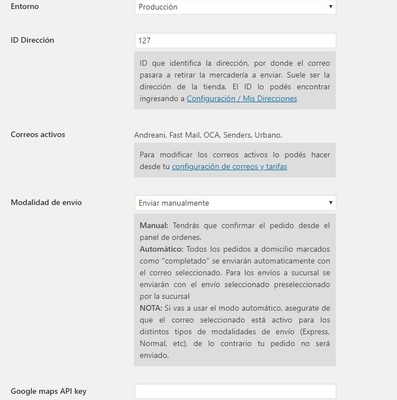 Entorno
Producción
ID Dirección
127
ID que identifica la dirección, por donde el correo
pasara a retirar la mercadería a enviar. Suele ser la
dirección de la tienda. El ID lo podés encontrar
ingresando a Configuración / Mis Direcciones
Correos activos
Andreani, Fast Mail, OCA, Senders, Urbano.
Para modificar los correos activos lo podés hacer
desde tu configuración de correos y tarifas
Modalidad de envío
Enviar manualmente
Manual: Tendrás que confirmar el pedido desde el
panel de ordenes.
Automático: Todos los pedidos a domicilio marcados
como "completado" se enviarán automaticamente con
el correo seleccionado. Para los envíos a sucursal se
enviarán con el envío seleccionado preseleccionado
por la sucursal
NOTA: Si vas a usar el modo automático, asegurate de
que el correo seleccionado está activo para los
distintos tipos de modalidades de envío (Express,
Normal, etc), de lo contrario tu pedido no será
enviado.
Google maps API key